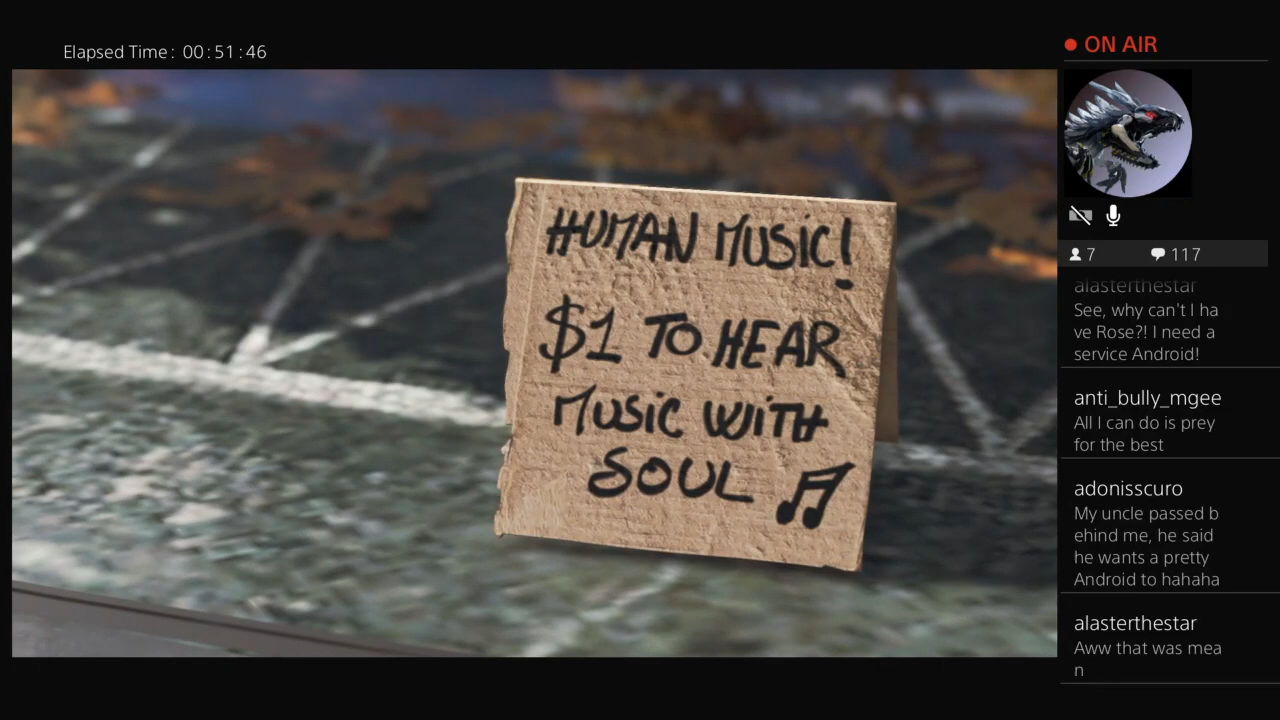 Elapsed Time: 00:51:46
ON AIR
HUMAN MUSIC!
$1 TO HEAR
MUSIC WITH
SOUL
7 117
alasterthestar
See, why can't I ha
ve Rose?! I need a
service Android!
anti_bully_mgee
All I can do is prey
for the best
adonisscuro
My uncle passed b
ehind me, he said
he wants a pretty
Android to hahaha
alasterthestar
Aww that was mea
n